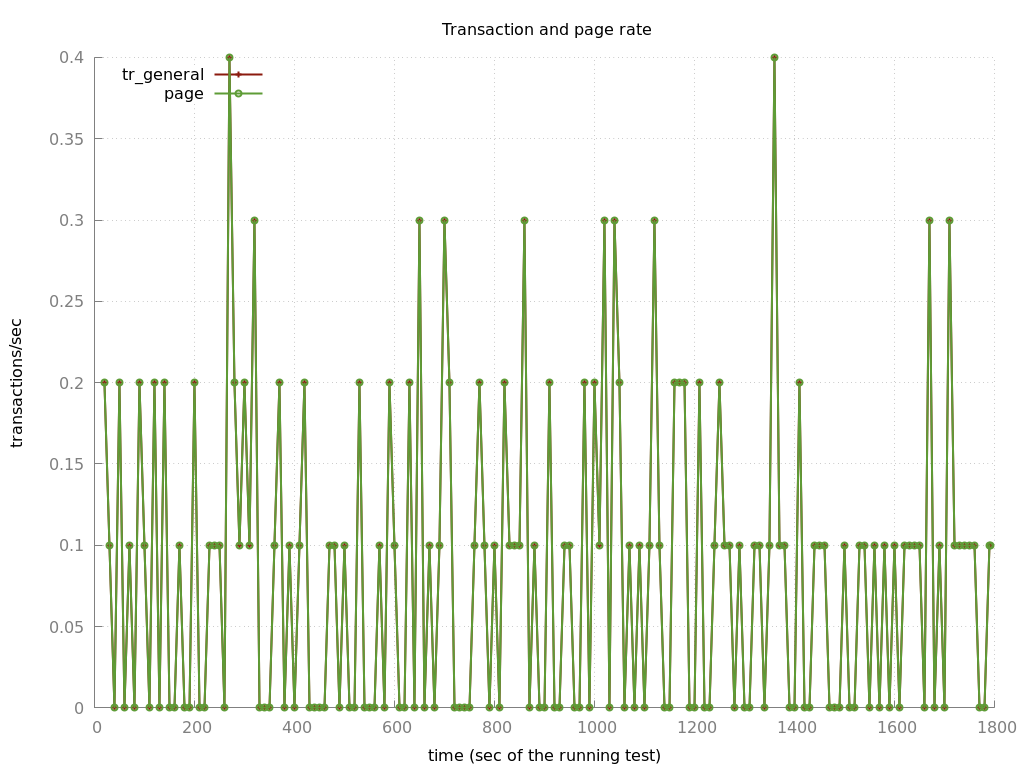 Transaction and page rate
tr_general
page
0.4
0.35
0.3
0.25
0.2
0.15
0.1
0.05
0
transactions/sec
0 200 400 600 800 1000 1200 1400 1600 1800
time (sec of the running test)